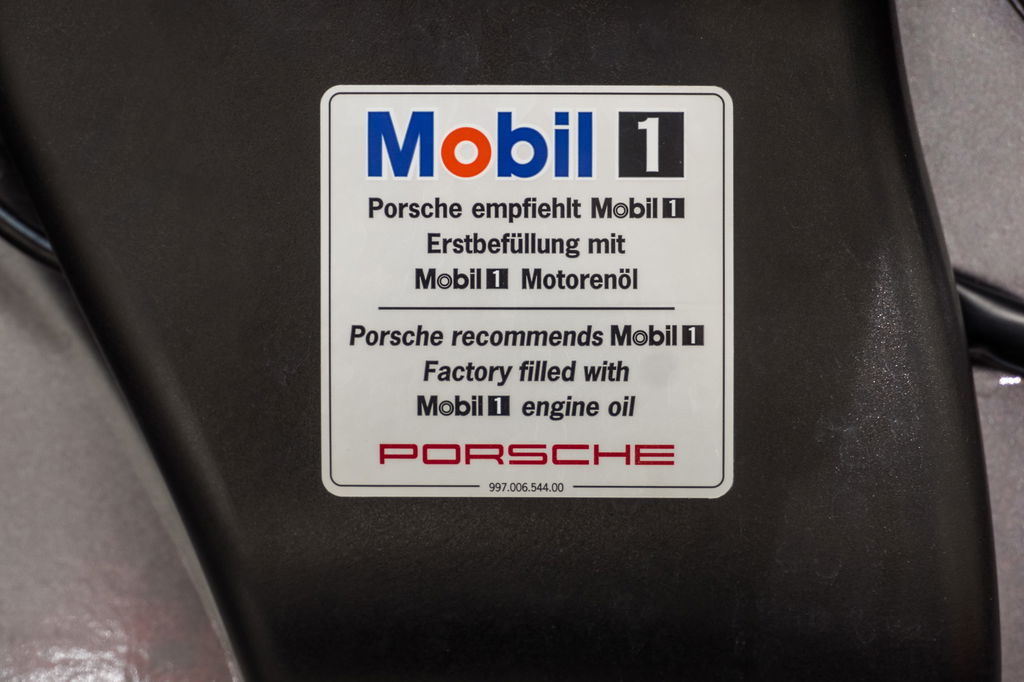 Mobil 1
Porsche empfiehlt Mobil 1
Erstbefüllung mit
Mobil 1 Motorenöl
Porsche recommends Mobil 1
Factory filled with
Mobil 1 engine oil
PORSCHE
997.006.544.00